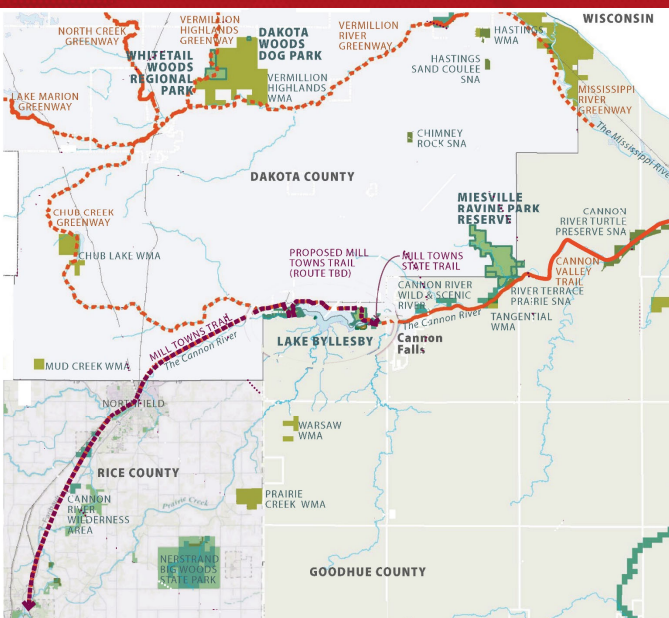 WISCONSIN
NORTH CREEK
GREENWAY
VERMILLION
HIGHLANDS
GREENWAY
DAKOTA
WOODS
DOG PARK
VERMILLION
RIVER
GREENWAY
HASTINGS
WMA
WHITETAIL
WOODS
REGIONAL
PARK
VERMILLION
HIGHLANDS
WMA
HASTINGS
SAND COULEE
SNA
LAKE MARION
GREENWAY
MISSISSIPPI
RIVER
GREENWAY
The Mississippi River
CHIMNEY
ROCK SNA
DAKOTA COUNTY
MIESVILLE
RAVINE PARK
RESERVE
CHUB CREEK
GREENWAY
CANNON
RIVER TURTLE
PRESERVE SNA
CHUB LAKE WMA
PROPOSED MILL
TOWNS TRAIL
(ROUTE TBD)
MILL TOWNS
STATE TRAIL
CANNON
VALLEY
TRAIL
CANNON RIVER
WILD & SCENIC
RIVER
RIVER TERRACE
PRAIRIE SNA
The Cannon River
TANGENTIAL
WMA
MILL TOWNS TRAIL
The Cannon River
LAKE BYLLESBY
Cannon
Falls
MUD CREEK WMA
NORTHFIELD
WARSAW
WMA
RICE COUNTY
CANNON
RIVER
WILDERNESS
AREA
Prairie Creek
PRAIRIE
CREEK WMA
NERSTRAND
BIG WOODS
STATE PARK
GOODHUE COUNTY